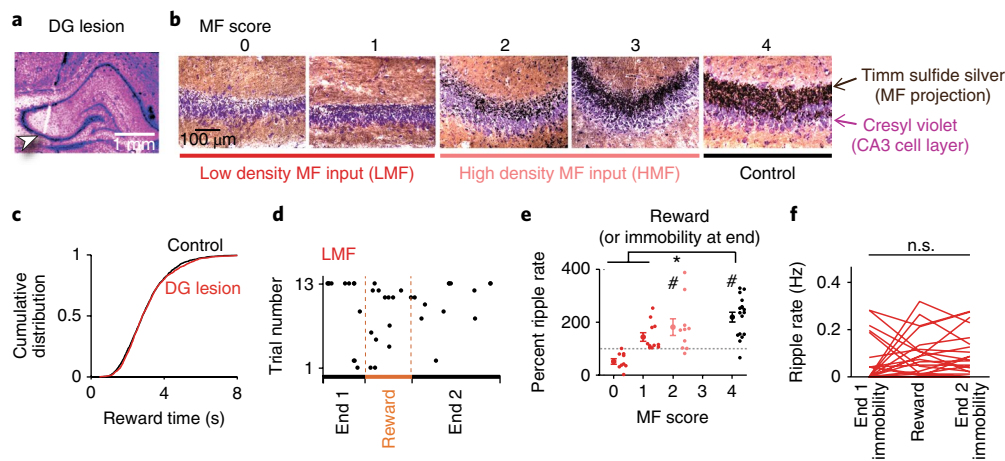 a
DG lesion
1 mm
b
MF score
0 1 2 3 4
100 µm
Timm sulfide silver
(MF projection)
Cresyl violet
(CA3 cell layer)
Low density MF input (LMF)
High density MF input (HMF)
Control
c
Control
DG lesion
1
0.5
0
0 4 8
Cumulative
distribution
Reward time (s)
d
LMF
Trial number
13
1
End 1
Reward
End 2
e
Reward
(or immobility at end)
*
# #
Percent ripple rate
400
200
0
0 1 2 3 4
MF score
f
n.s.
Ripple rate (Hz)
0.4
0.2
0
End 1
immobility
Reward
End 2
immobility